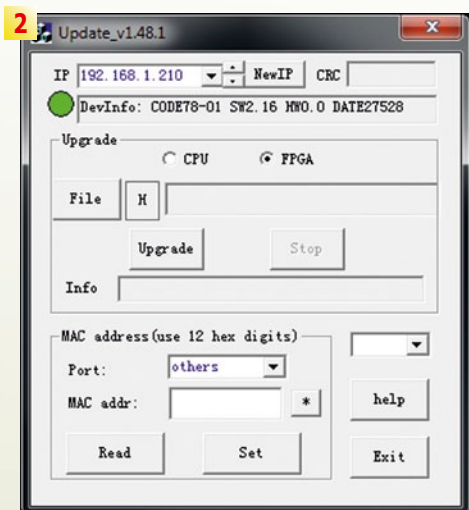 2
Update_v1.48.1
IP 192.168.1.210 NewIP CRC
DevInfo: CODE78-01 SW2.16 HW0.0 DATE27528
Upgrade
CPU FPGA
File H
Upgrade Stop
Info
MAC address(use 12 hex digits)
Port: others
MAC addr: * help
Read Set Exit